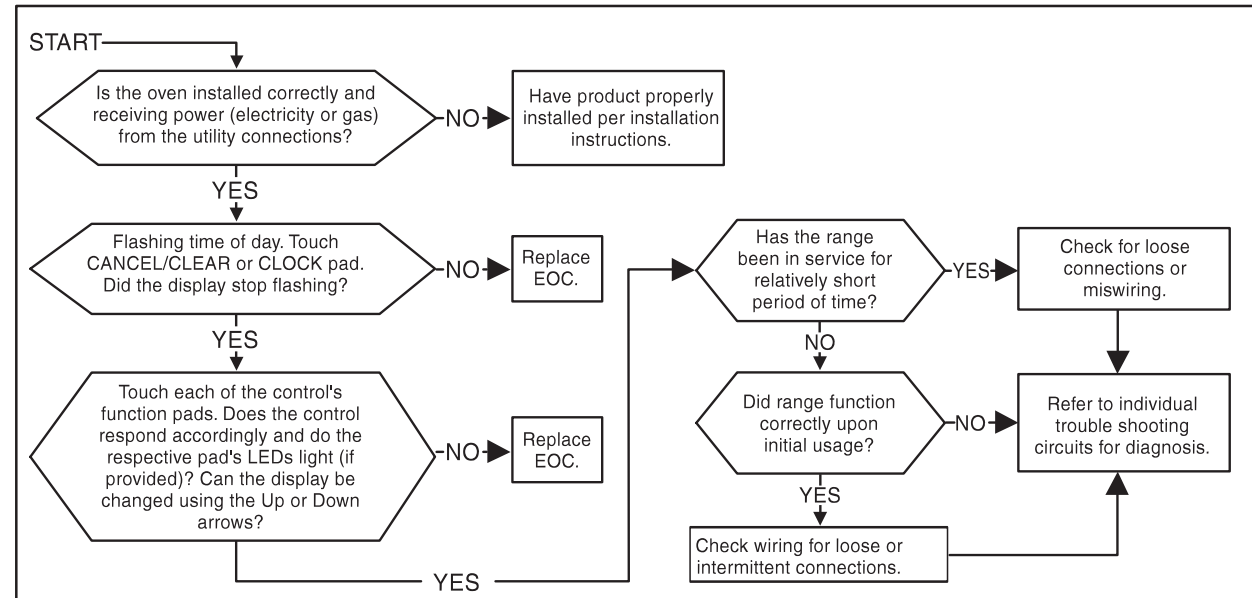 START
Is the oven installed correctly and
receiving power (electricity or gas)
from the utility connections?
NO
Have product properly
installed per installation
instructions.
YES
Flashing time of day. Touch
CANCEL/CLEAR or CLOCK pad.
Did the display stop flashing?
NO
Replace
EOC.
YES
Touch each of the control's
function pads. Does the control
respond accordingly and do the
respective pad's LEDs light (if
provided)? Can the display be
changed using the Up or Down
arrows?
NO
Replace
EOC.
YES
Has the range
been in service for
relatively short
period of time?
YES
Check for loose
connections or
miswiring.
NO
Did range function
correctly upon
initial usage?
NO
Refer to individual
trouble shooting
circuits for diagnosis.
YES
Check wiring for loose or
intermittent connections.